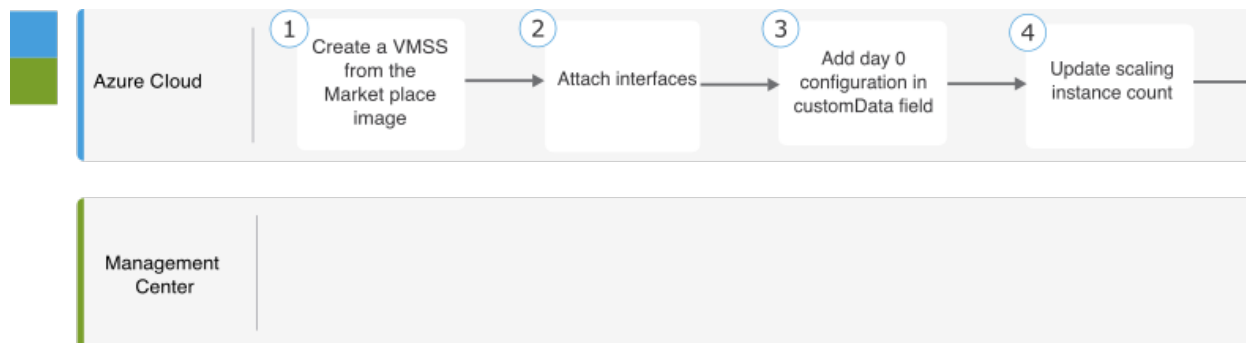 Azure Cloud
1
Create a VMSS
from the
Market place
image
2
Attach interfaces
3
Add day 0
configuration in
customData field
4
Update scaling
instance count
Management
Center